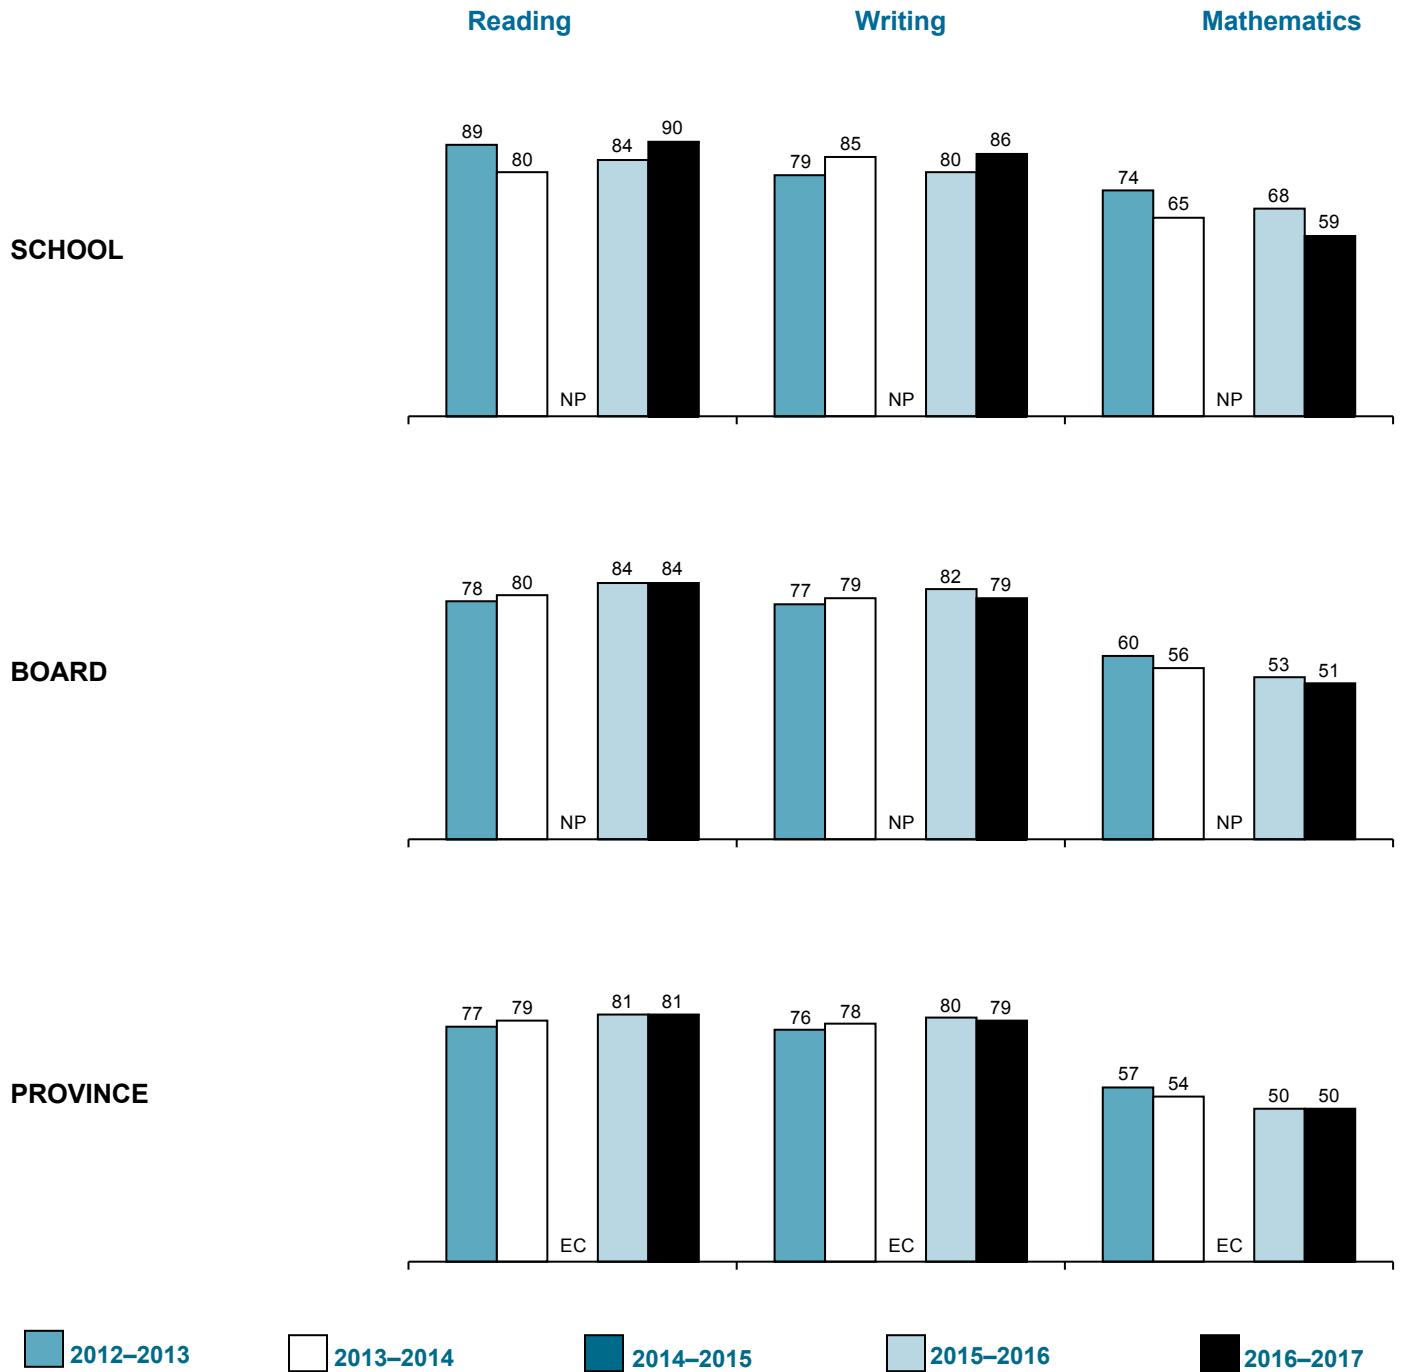 Reading Writing Mathematics
SCHOOL
89 80 NP 84 90 79 85 NP 80 86 74 65 NP 68 59
BOARD
78 80 NP 84 84 77 79 NP 82 79 60 56 NP 53 51
PROVINCE
77 79 EC 81 81 76 78 EC 80 79 57 54 EC 50 50
2012–2013 2013–2014 2014–2015 2015–2016 2016–2017